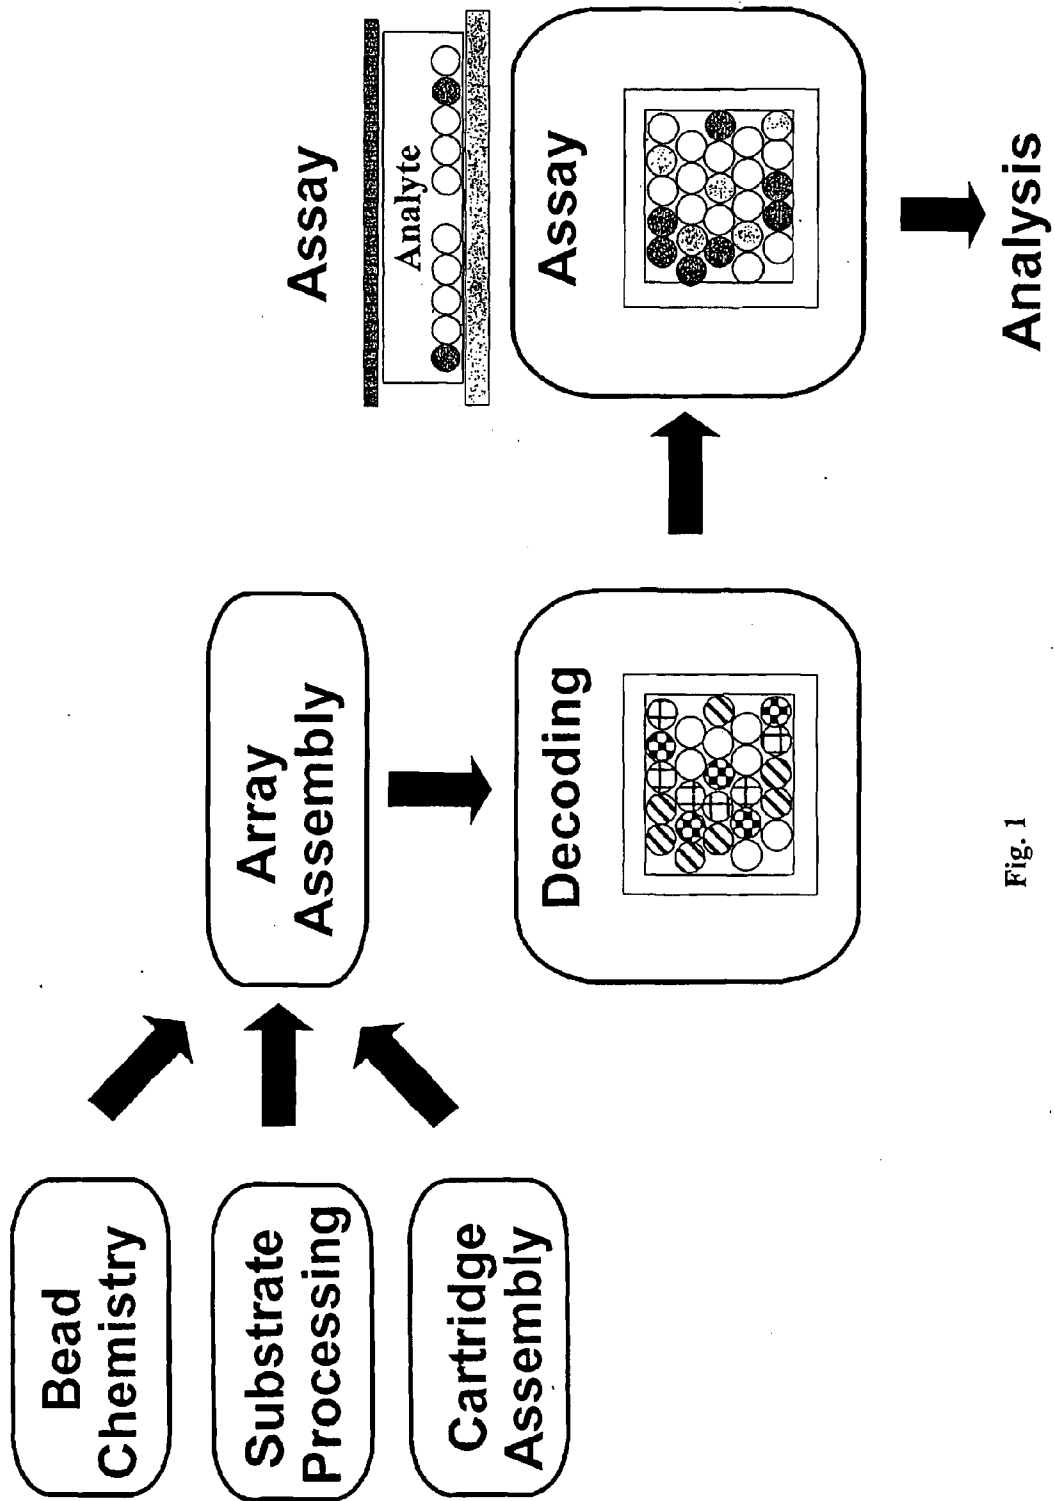 Bead
Chemistry
Substrate
Processing
Cartridge
Assembly
Array
Assembly
Decoding
Assay
Analyte
Assay
Analysis
Fig. 1